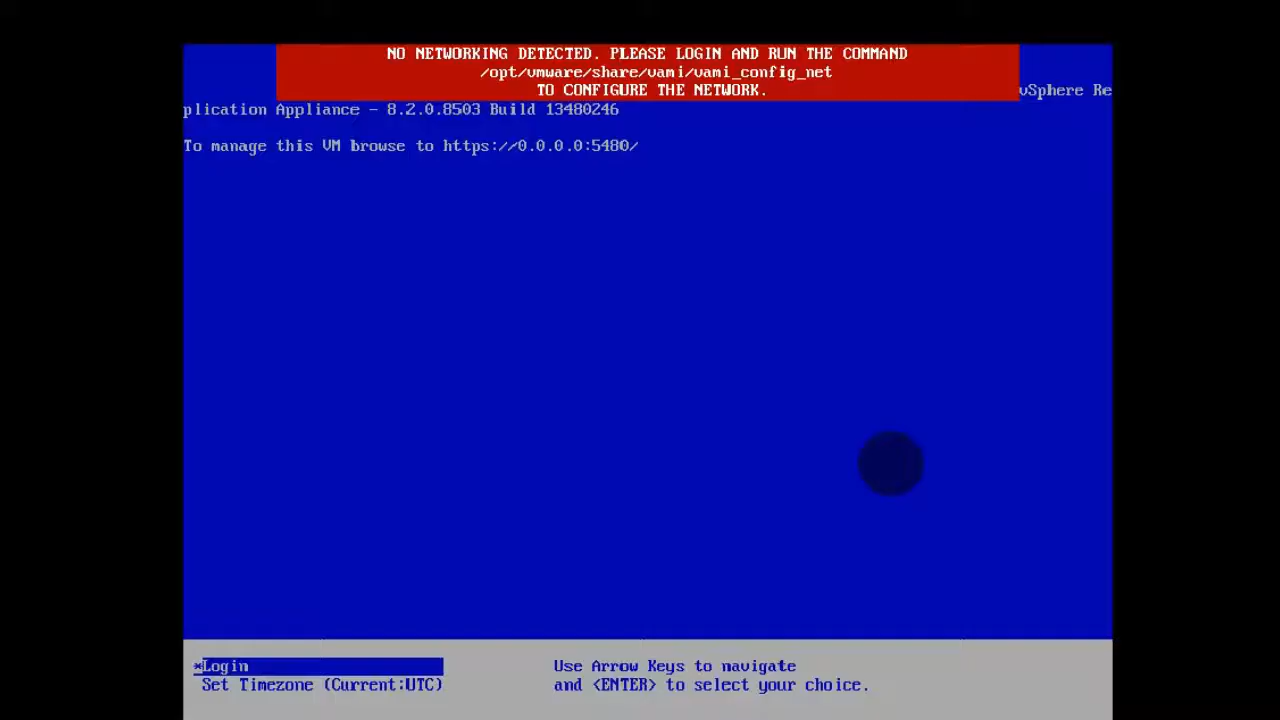 NO NETWORKING DETECTED. PLEASE LOGIN AND RUN THE COMMAND
/opt/vmware/share/vami/vami_config_net
TO CONFIGURE THE NETWORK.
vSphere Re
plication Appliance - 8.2.0.8503 Build 13480246
To manage this VM browse to https://0.0.0.0:5480/
*Login
Use Arrow Keys to navigate
Set Timezone (Current:UTC)
and <ENTER> to select your choice.